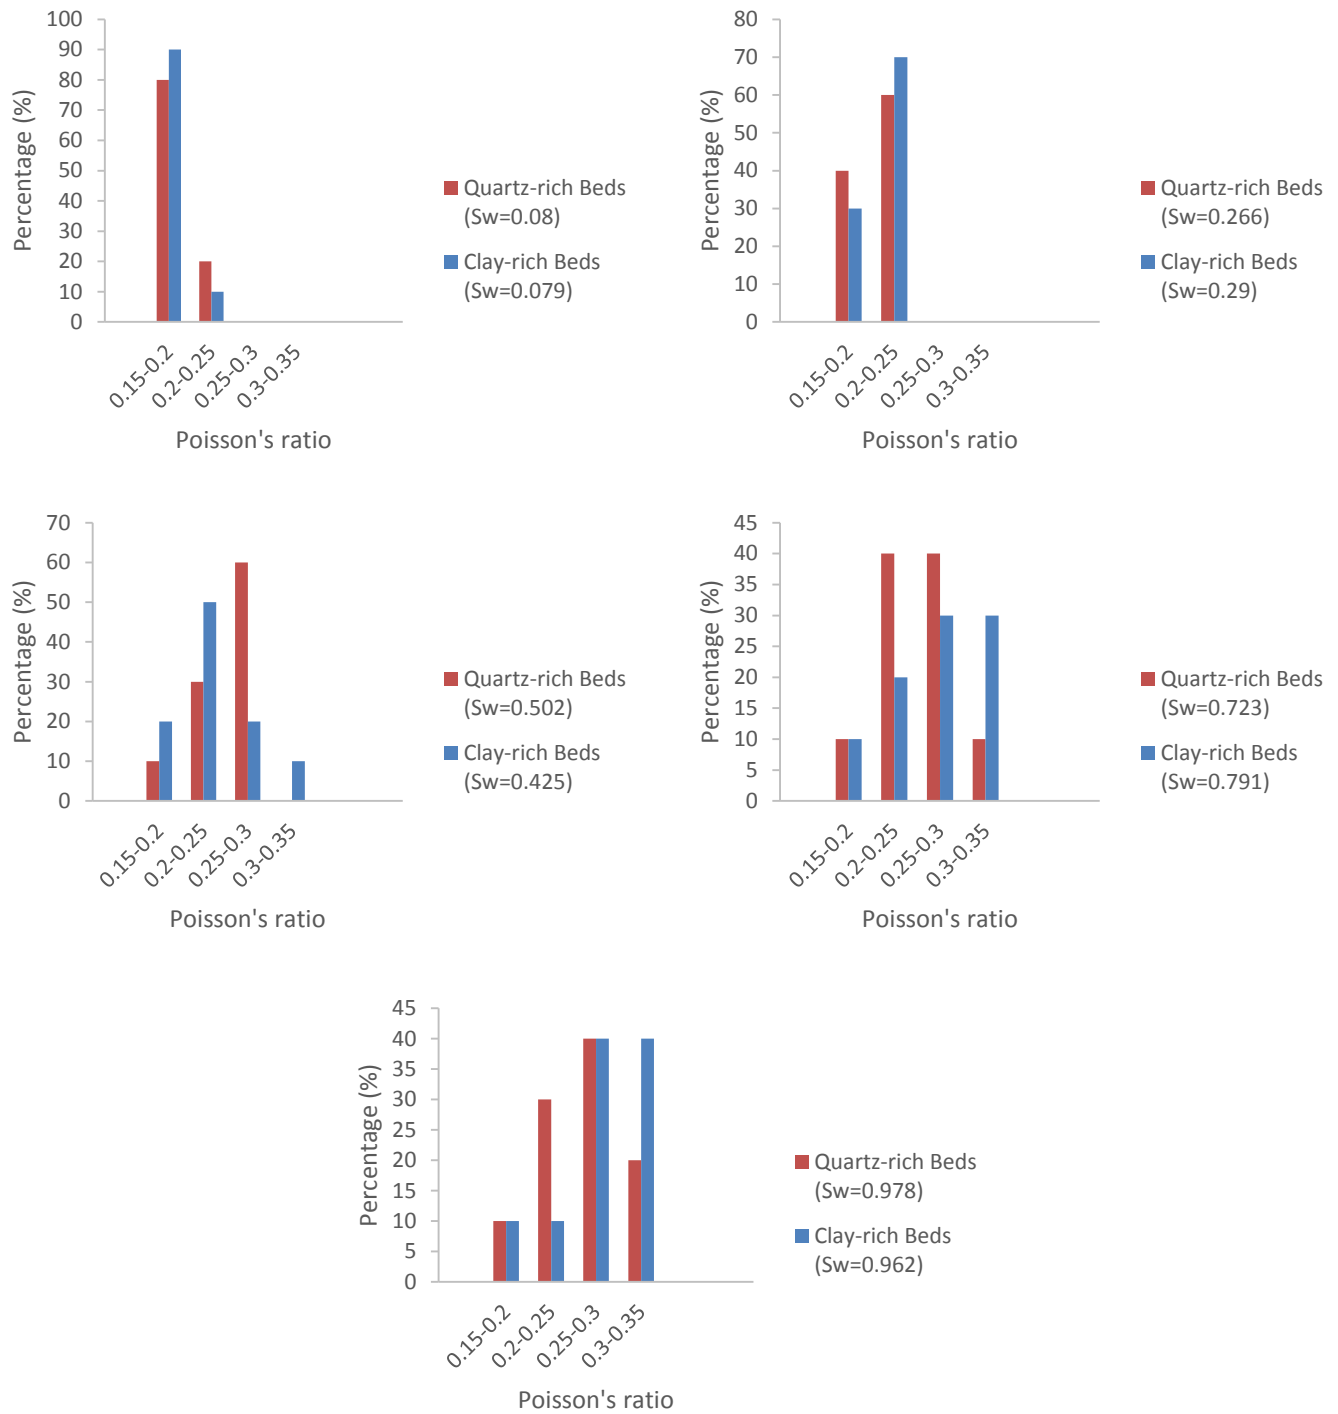 100
90
80
70
60
50
40
30
20
10
0
Percentage (%)
0.15-0.2
0.2-0.25
0.25-0.3
0.3-0.35
Poisson's ratio
Quartz-rich Beds
(Sw=0.08)
Clay-rich Beds
(Sw=0.079)
80
70
60
50
40
30
20
10
0
Percentage (%)
0.15-0.2
0.2-0.25
0.25-0.3
0.3-0.35
Poisson's ratio
Quartz-rich Beds
(Sw=0.266)
Clay-rich Beds
(Sw=0.29)
70
60
50
40
30
20
10
0
Percentage (%)
0.15-0.2
0.2-0.25
0.25-0.3
0.3-0.35
Poisson's ratio
Quartz-rich Beds
(Sw=0.502)
Clay-rich Beds
(Sw=0.425)
45
40
35
30
25
20
15
10
5
0
Percentage (%)
0.15-0.2
0.2-0.25
0.25-0.3
0.3-0.35
Poisson's ratio
Quartz-rich Beds
(Sw=0.723)
Clay-rich Beds
(Sw=0.791)
45
40
35
30
25
20
15
10
5
0
Percentage (%)
0.15-0.2
0.2-0.25
0.25-0.3
0.3-0.35
Poisson's ratio
Quartz-rich Beds
(Sw=0.978)
Clay-rich Beds
(Sw=0.962)